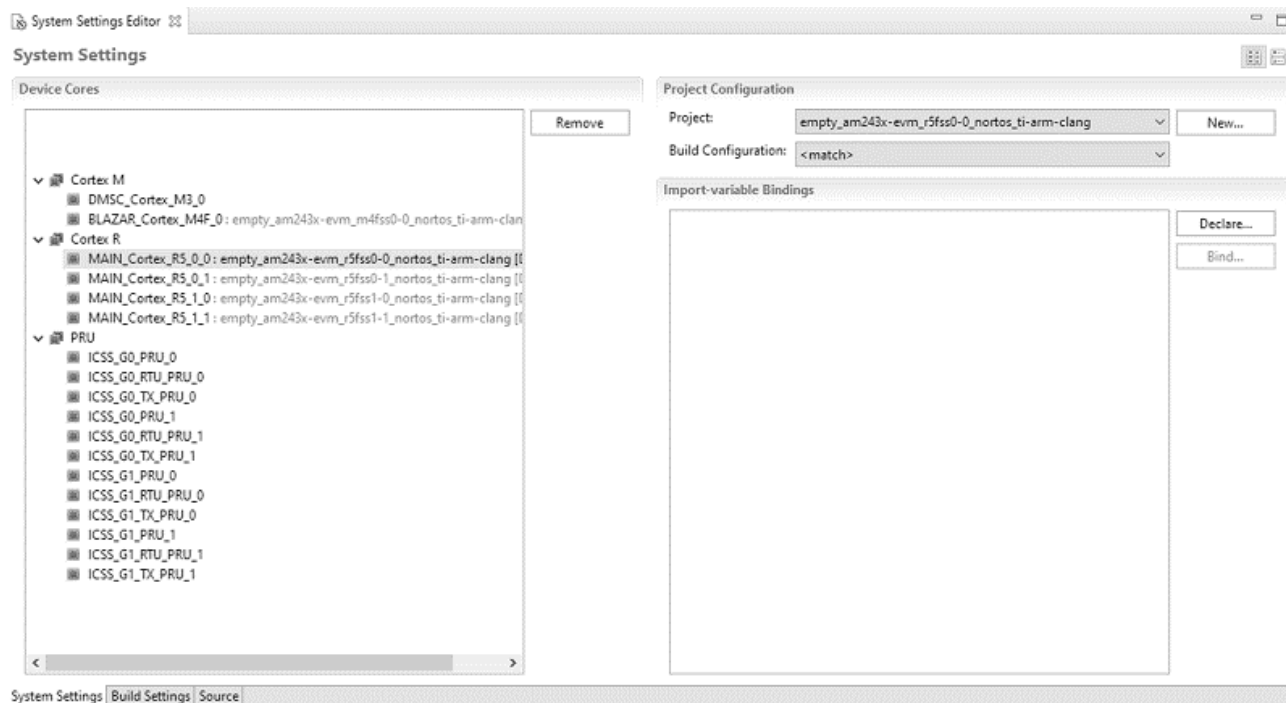 System Settings Editor
System Settings
Device Cores
Remove
Cortex M
DMSC_Cortex_M3_0
BLAZAR_Cortex_M4F_0 : empty_am243x-evm_m4fss0-0_nortos_ti-arm-clan
Cortex R
MAIN_Cortex_R5_0_0 : empty_am243x-evm_r5fss0-0_nortos_ti-arm-clang [D
MAIN_Cortex_R5_0_1 : empty_am243x-evm_r5fss0-1_nortos_ti-arm-clang [D
MAIN_Cortex_R5_1_0 : empty_am243x-evm_r5fss1-0_nortos_ti-arm-clang [D
MAIN_Cortex_R5_1_1 : empty_am243x-evm_r5fss1-1_nortos_ti-arm-clang [D
PRU
ICSS_G0_PRU_0
ICSS_G0_RTU_PRU_0
ICSS_G0_TX_PRU_0
ICSS_G0_PRU_1
ICSS_G0_RTU_PRU_1
ICSS_G0_TX_PRU_1
ICSS_G1_PRU_0
ICSS_G1_RTU_PRU_0
ICSS_G1_TX_PRU_0
ICSS_G1_PRU_1
ICSS_G1_RTU_PRU_1
ICSS_G1_TX_PRU_1
Project Configuration
Project: empty_am243x-evm_r5fss0-0_nortos_ti-arm-clang New...
Build Configuration: <match>
Import-variable Bindings
Declare...
Bind...
System Settings Build Settings Source